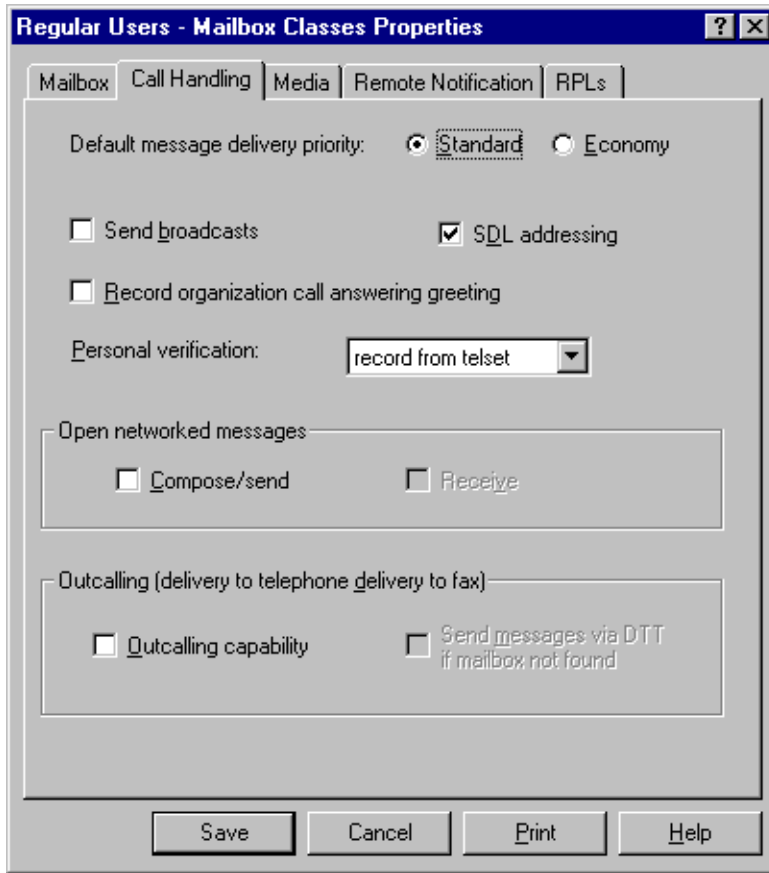 Regular Users - Mailbox Classes Properties
Mailbox Call Handling Media Remote Notification RPLs
Default message delivery priority: Standard Economy
Send broadcasts SDL addressing
Record organization call answering greeting
Personal verification: record from telset
Open networked messages
Compose/send Receive
Outcalling (delivery to telephone delivery to fax)
Outcalling capability Send messages via DTT
if mailbox not found
Save Cancel Print Help